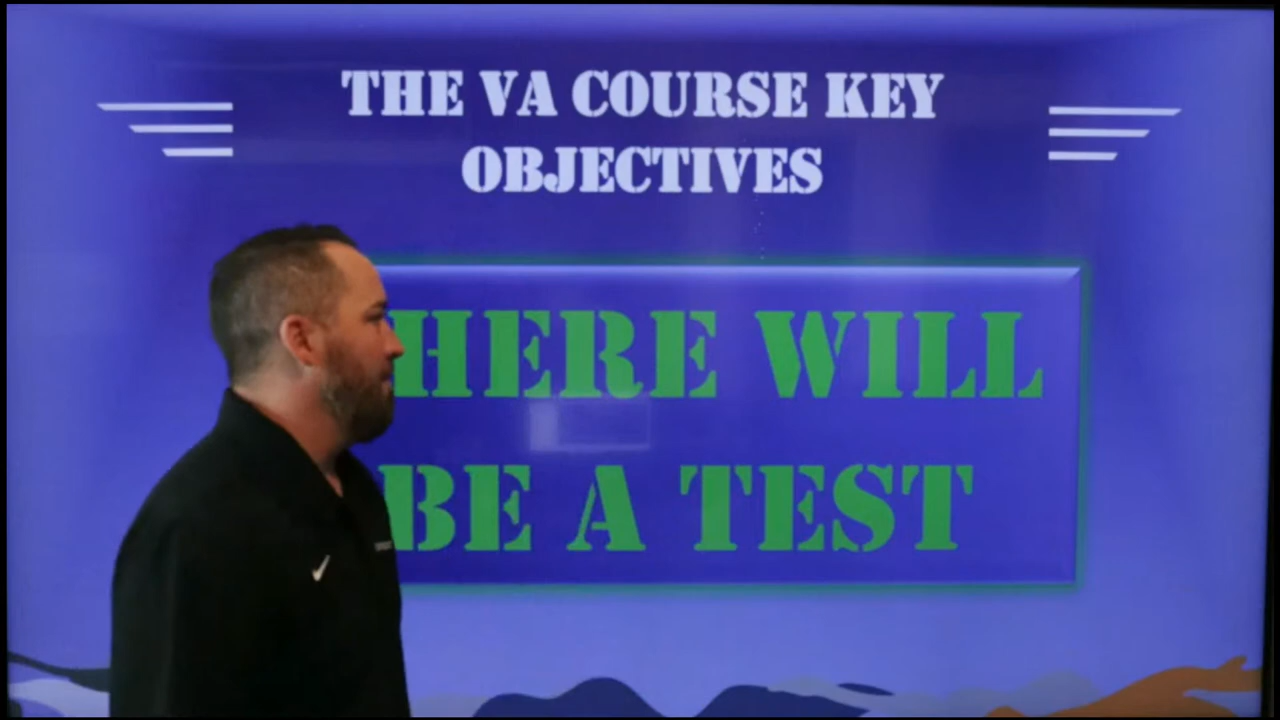 THE VA COURSE KEY
OBJECTIVES
HERE WILL
BE A TEST